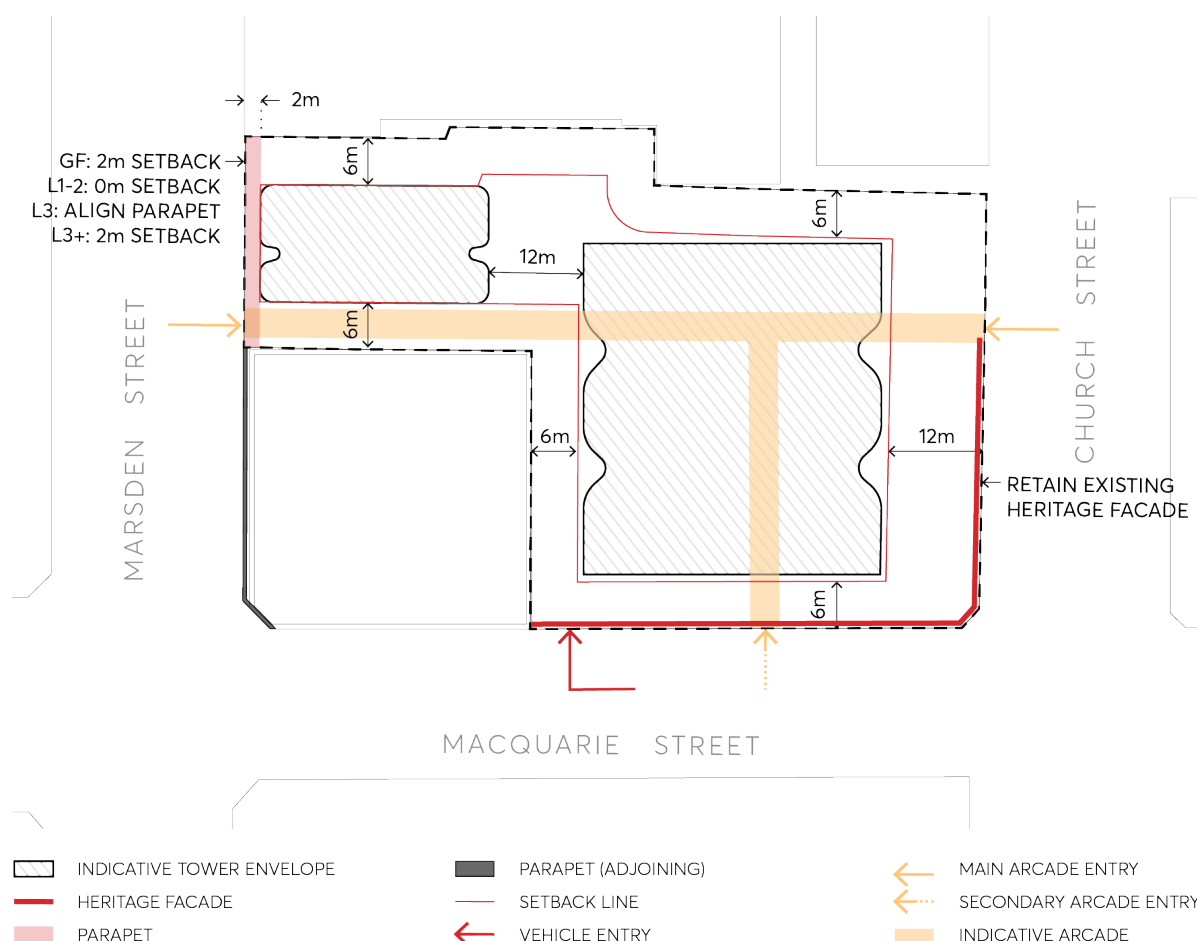 2m
GF: 2m SETBACK
L1-2: 0m SETBACK
L3: ALIGN PARAPET
L3+: 2m SETBACK
6m
6m
12m
6m
6m
12m
6m
MARSDEN STREET
CHURCH STREET
RETAIN EXISTING
HERITAGE FACADE
MACQUARIE STREET
INDICATIVE TOWER ENVELOPE
HERITAGE FACADE
PARAPET
PARAPET (ADJOINING)
SETBACK LINE
VEHICLE ENTRY
MAIN ARCADE ENTRY
SECONDARY ARCADE ENTRY
INDICATIVE ARCADE